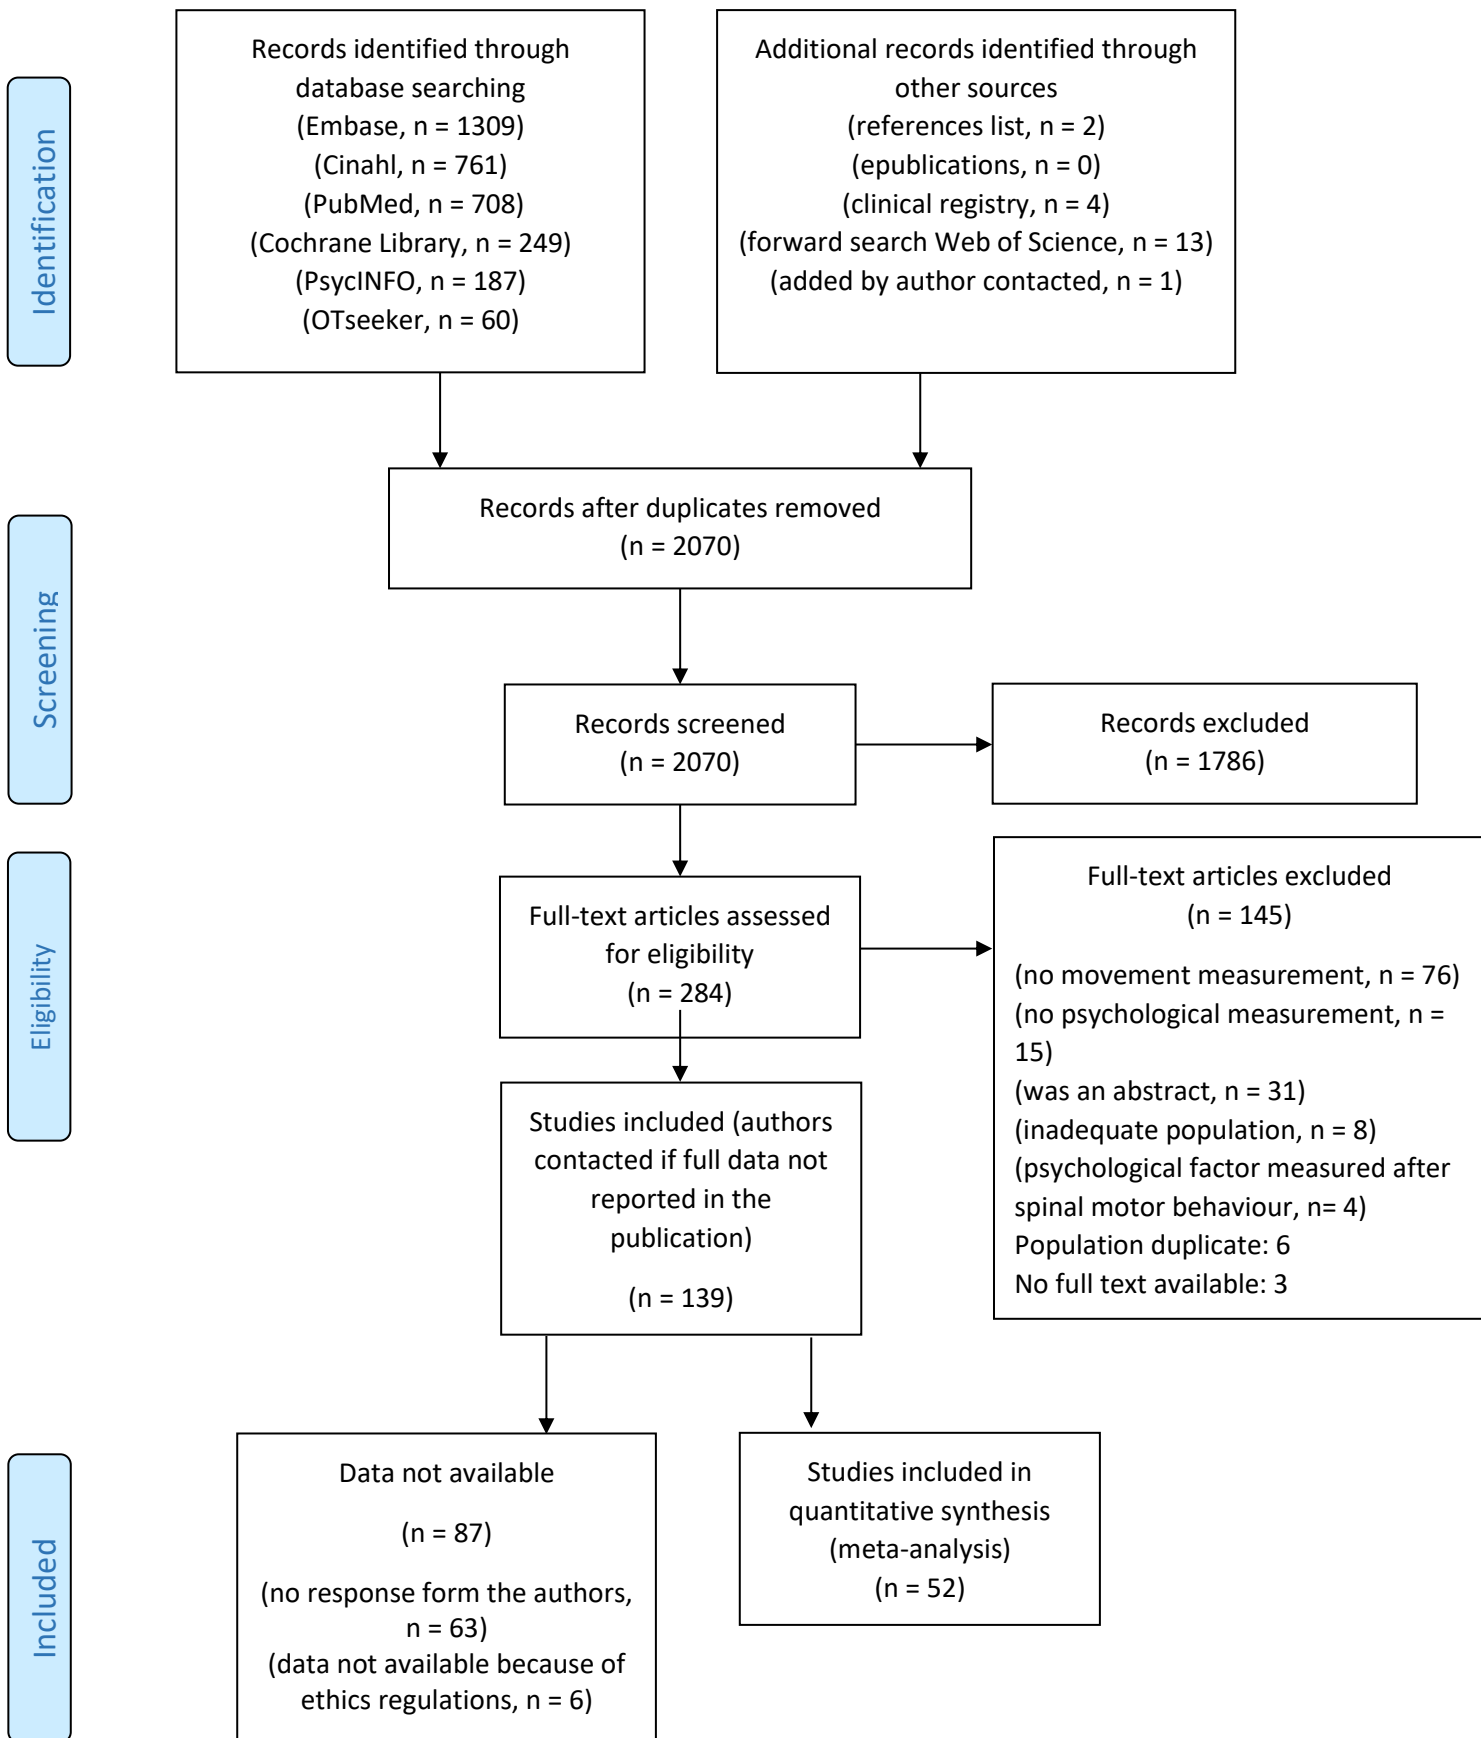 Identification
Records identified through
database searching
(Embase, n = 1309)
(Cinahl, n = 761)
(PubMed, n = 708)
(Cochrane Library, n = 249)
(PsycINFO, n = 187)
(OTseeker, n = 60)
Additional records identified through
other sources
(references list, n = 2)
(epublications, n = 0)
(clinical registry, n = 4)
(forward search Web of Science, n = 13)
(added by author contacted, n = 1)
Screening
Records after duplicates removed
(n = 2070)
Records screened
(n = 2070)
Records excluded
(n = 1786)
Eligibility
Full-text articles assessed
for eligibility
(n = 284)
Full-text articles excluded
(n = 145)
(no movement measurement, n = 76)
(no psychological measurement, n =
15)
(was an abstract, n = 31)
(inadequate population, n = 8)
(psychological factor measured after
spinal motor behaviour, n= 4)
Population duplicate: 6
No full text available: 3
Studies included (authors
contacted if full data not
reported in the
publication)
(n = 139)
Included
Data not available
(n = 87)
(no response form the authors,
n = 63)
(data not available because of
ethics regulations, n = 6)
Studies included in
quantitative synthesis
(meta-analysis)
(n = 52)